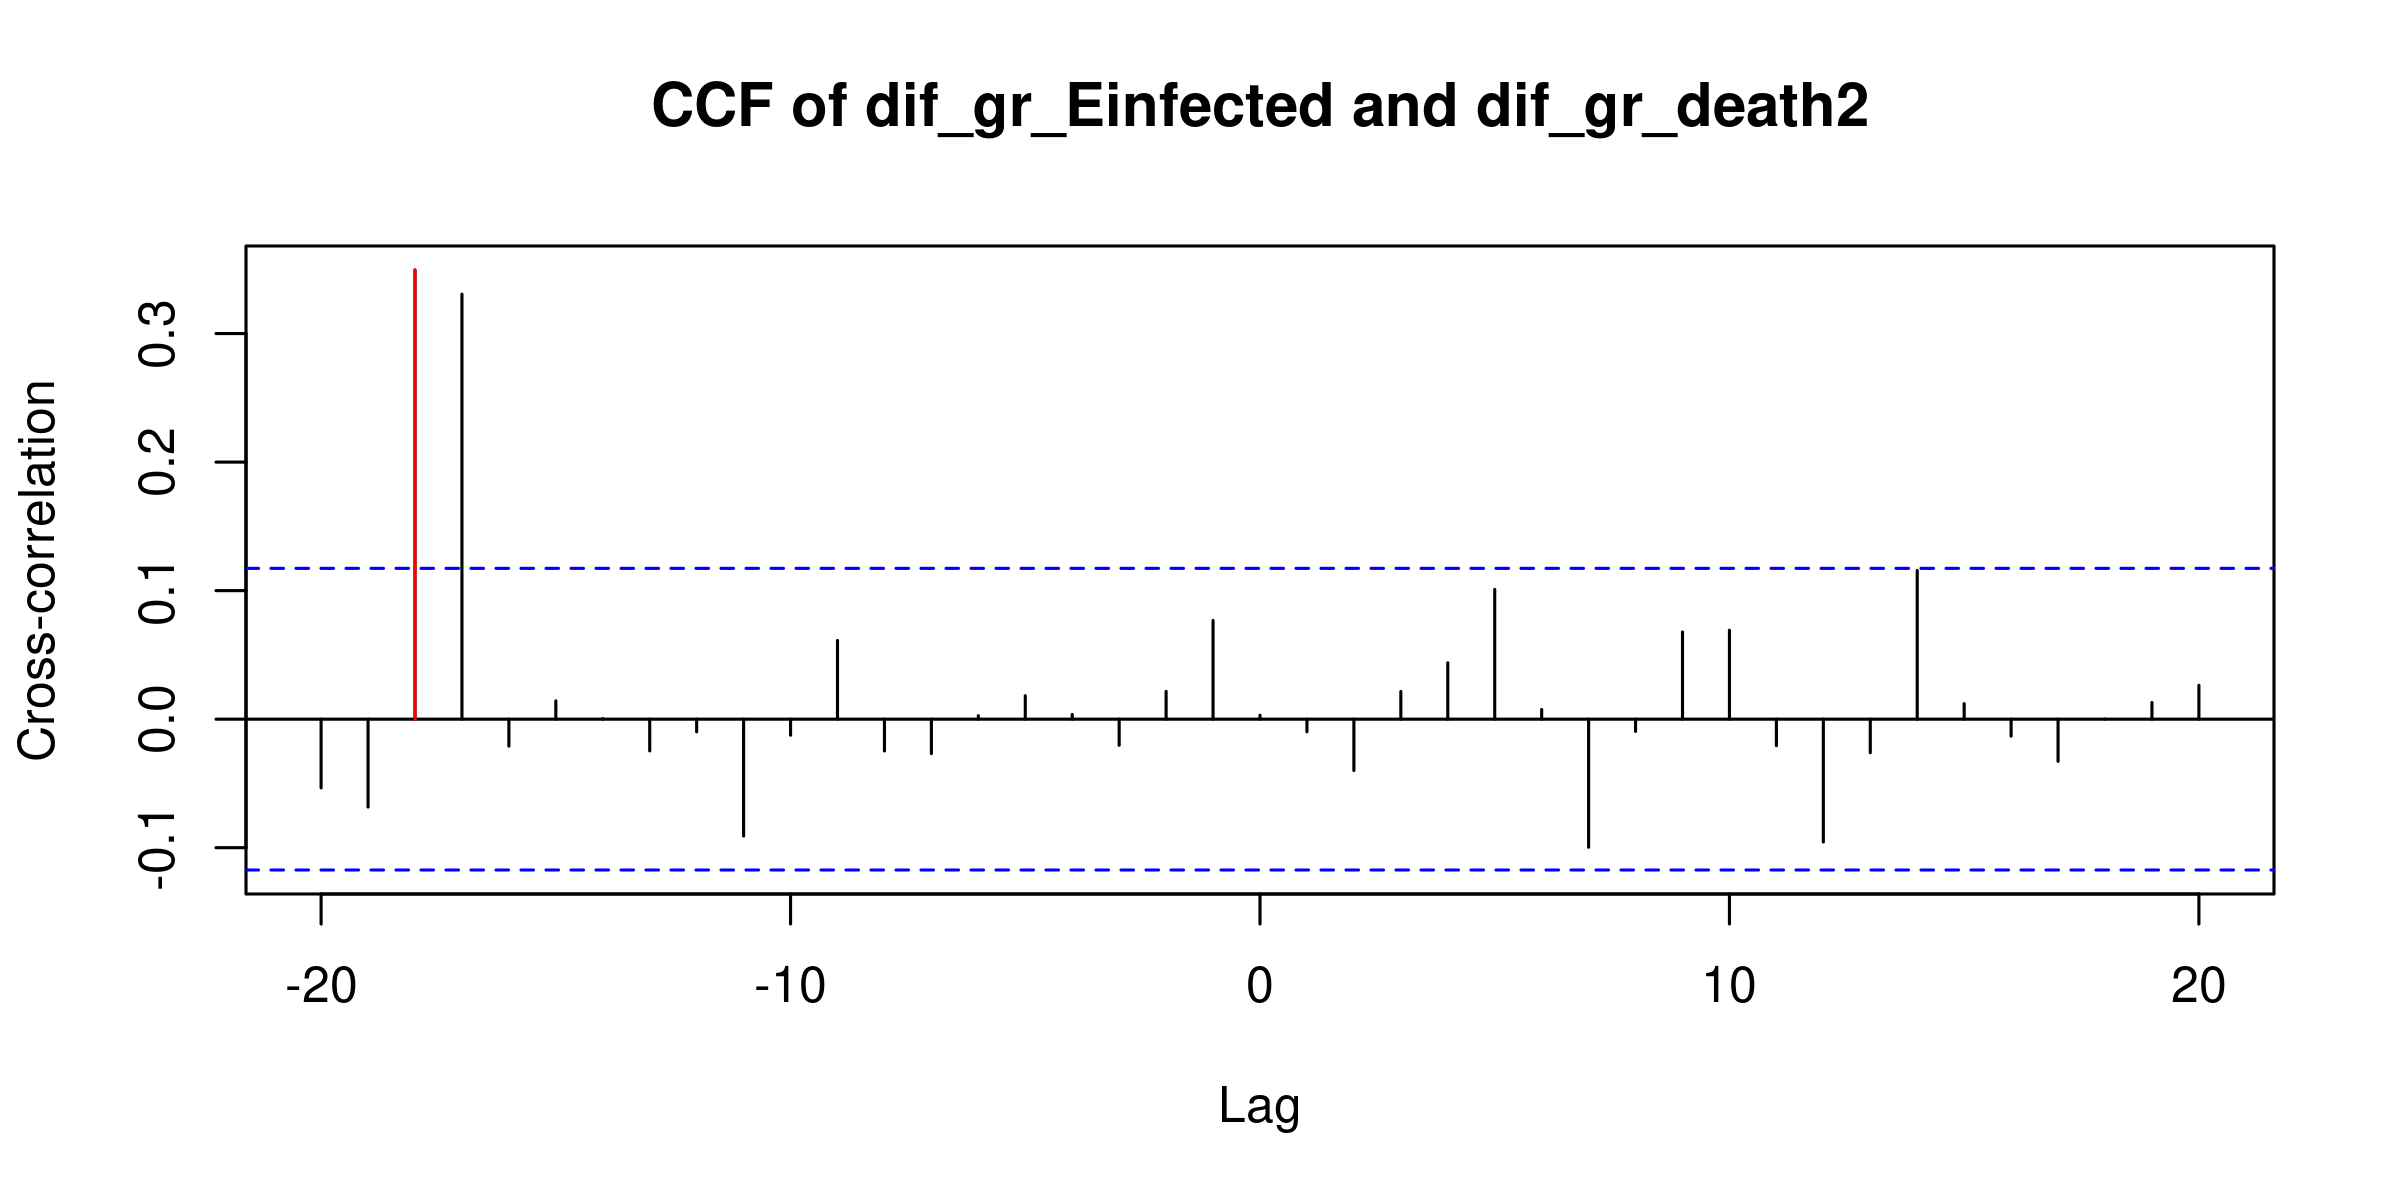 CCF of dif_gr_Einfected and dif_gr_death2
Cross-correlation
0.3
0.2
0.1
0.0
-0.1
-20 -10 0 10 20
Lag